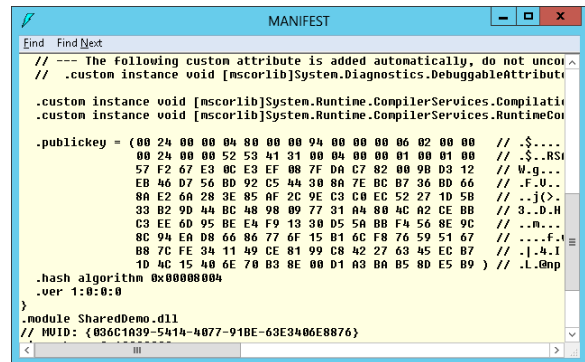 MANIFEST
Find Find Next
// --- The following custom attribute is added automatically, do not uncon
// .custom instance void [mscorlib]System.Diagnostics.DebuggableAttribut
.custom instance void [mscorlib]System.Runtime.CompilerServices.Compilatio
.custom instance void [mscorlib]System.Runtime.CompilerServices.RuntimeCom
.publickey = (00 24 00 00 04 80 00 00 94 00 00 00 06 02 00 00 // .$....
00 24 00 00 52 53 41 31 00 04 00 00 01 00 01 00 // .$..RSA
57 F2 67 E3 0C E3 EF 08 7F DA C7 82 00 9B D3 12 // W.g...
EB 46 D7 56 BD 92 C5 44 30 8A 7E BC B7 36 BD 66 // .F.V..
8A E2 6A 28 3E 85 AF 2C 9E C3 C0 EC 52 27 1D 5B // ..j(>.
33 B2 9D 44 BC 48 98 09 77 31 A4 80 4C A2 CE BB // 3..D.H
C3 EE 6D 95 BE E4 F9 13 30 D5 5A BB F4 56 8E 9C // ..m...
8C 94 EA D8 66 86 77 6F 15 B1 6C F8 76 59 51 67 // ....f.w
B8 7C FE 34 11 49 CE 81 99 C8 42 27 63 45 EC B7 // .|.4.I
1D 4C 15 40 6E 70 B3 8E 00 D1 A3 BA B5 8D E5 B9 ) // .L.@np
.hash algorithm 0x00008004
.ver 1:0:0:0
}
.module SharedDemo.dll
// MVID: {036C1A39-5414-4077-91BE-63E3406E8876}